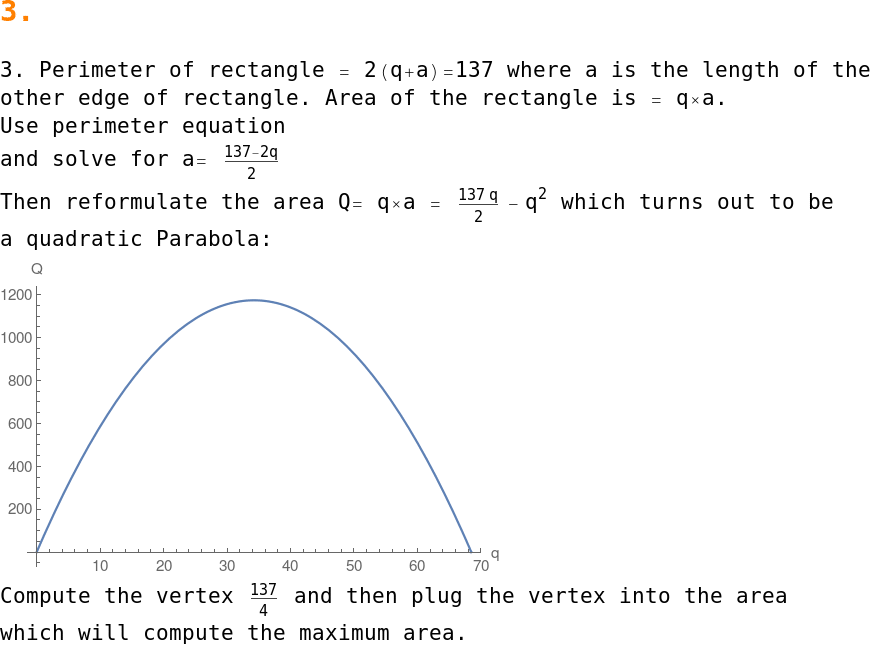 3.
3. Perimeter of rectangle = 2(q+a)=137 where a is the length of the
other edge of rectangle. Area of the rectangle is = q×a.
Use perimeter equation
and solve for a= \frac{137-2q}{2}
Then reformulate the area Q= q×a = \frac{137 q}{2} - q^2 which turns out to be
a quadratic Parabola:
Q
1200
1000
800
600
400
200
10 20 30 40 50 60 70 q
Compute the vertex \frac{137}{4} and then plug the vertex into the area
which will compute the maximum area.